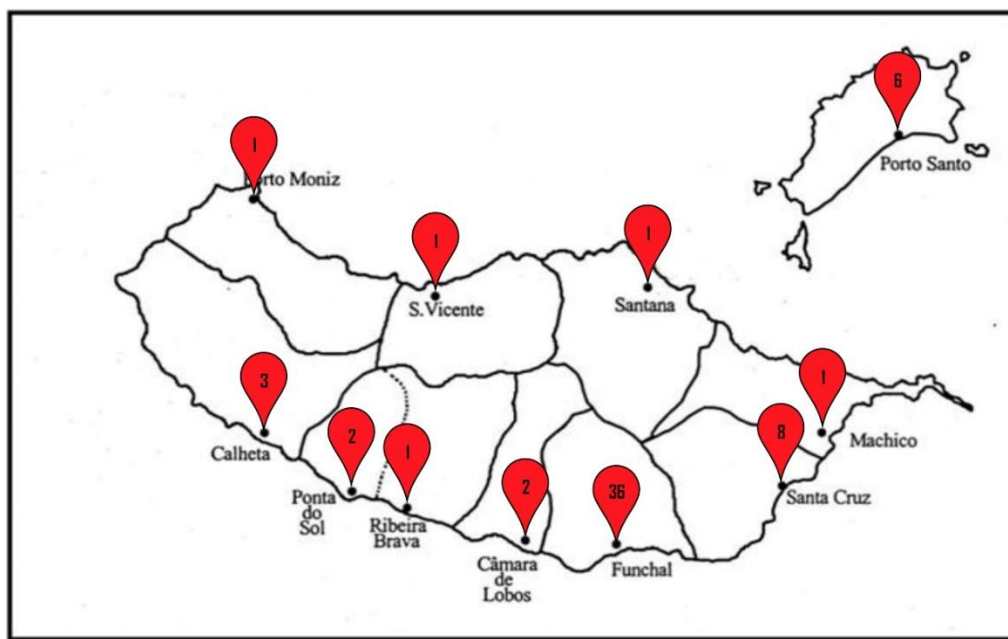 6
Porto Santo
1
Porto Moniz
1
S.Vicente
1
Santana
3
Calheta
2
Ponta
do
Sol
1
Ribeira
Brava
2
Câmara
de
Lobos
36
Funchal
8
Santa Cruz
1
Machico